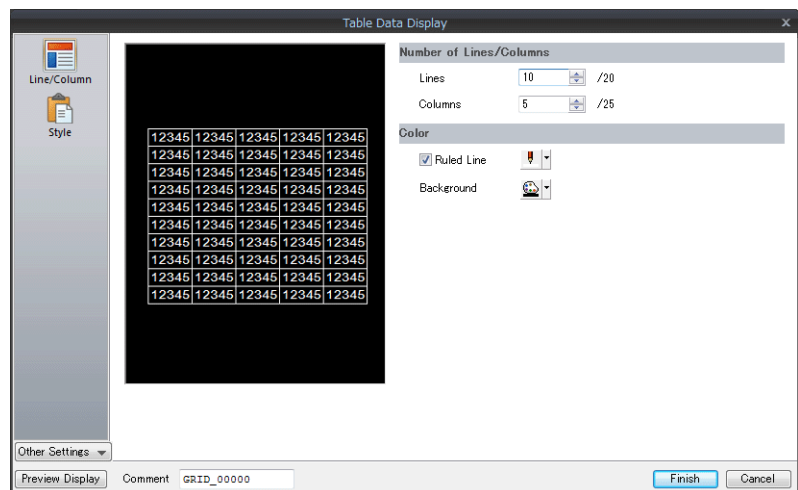 Table Data Display
x
Line/Column
Style
12345 12345 12345 12345 12345
12345 12345 12345 12345 12345
12345 12345 12345 12345 12345
12345 12345 12345 12345 12345
12345 12345 12345 12345 12345
12345 12345 12345 12345 12345
12345 12345 12345 12345 12345
12345 12345 12345 12345 12345
12345 12345 12345 12345 12345
12345 12345 12345 12345 12345
Number of Lines/Columns
Lines 10 /20
Columns 5 /25
Color
Ruled Line
Background
Other Settings
Preview Display Comment GRID_00000 Finish Cancel